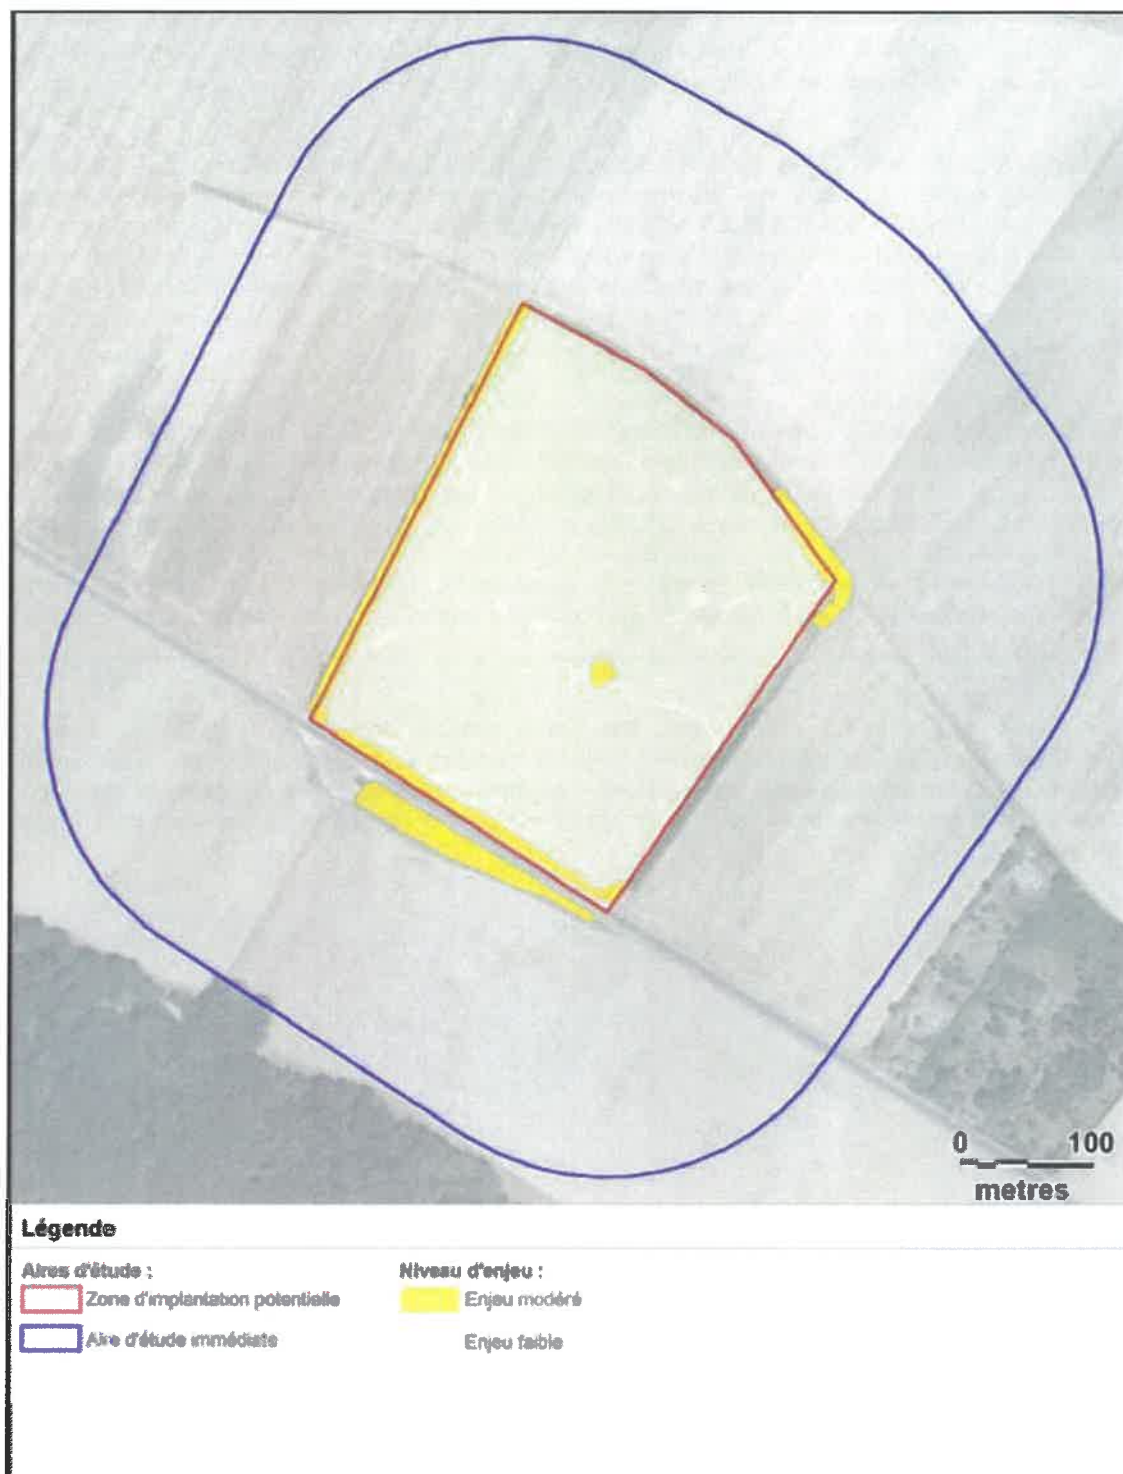 0 100
metres
Légende
Aires d'étude :
Zone d'implantation potentielle
Aire d'étude immédiate
Niveau d'enjeu :
Enjeu modéré
Enjeu faible